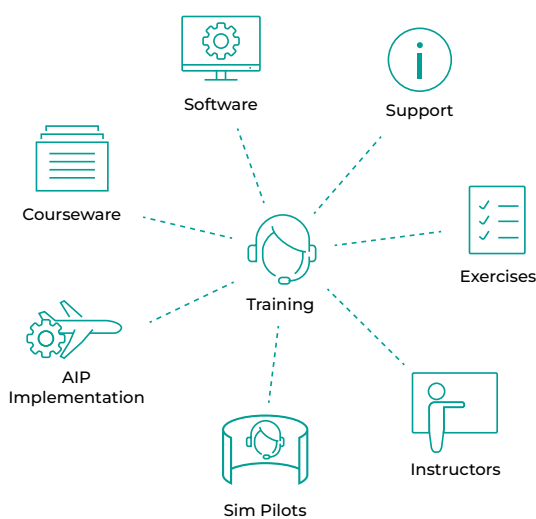 Software
Support
Courseware
Exercises
Training
AIP
Implementation
Instructors
Sim Pilots